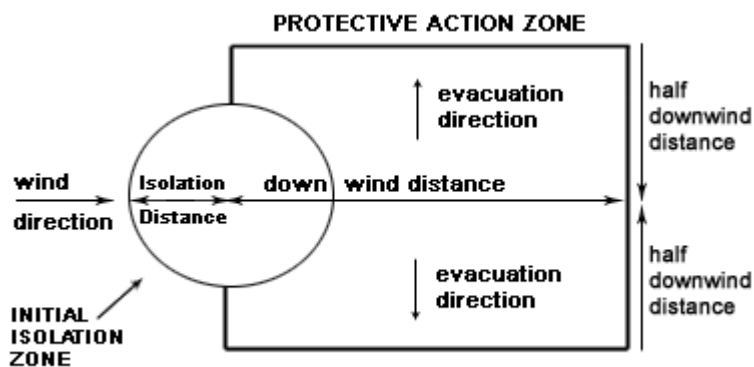 PROTECTIVE ACTION ZONE
evacuation
direction
half
downwind
distance
wind
direction
Isolation
Distance
down wind distance
evacuation
direction
half
downwind
distance
INITIAL
ISOLATION
ZONE